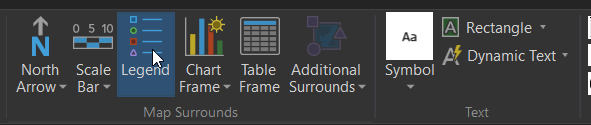 0 5 10
N
North Arrow
Scale Bar
Legend
Chart Frame
Table Frame
Additional Surrounds
Map Surrounds
Aa
Symbol
Rectangle
A
Dynamic Text
A
Text